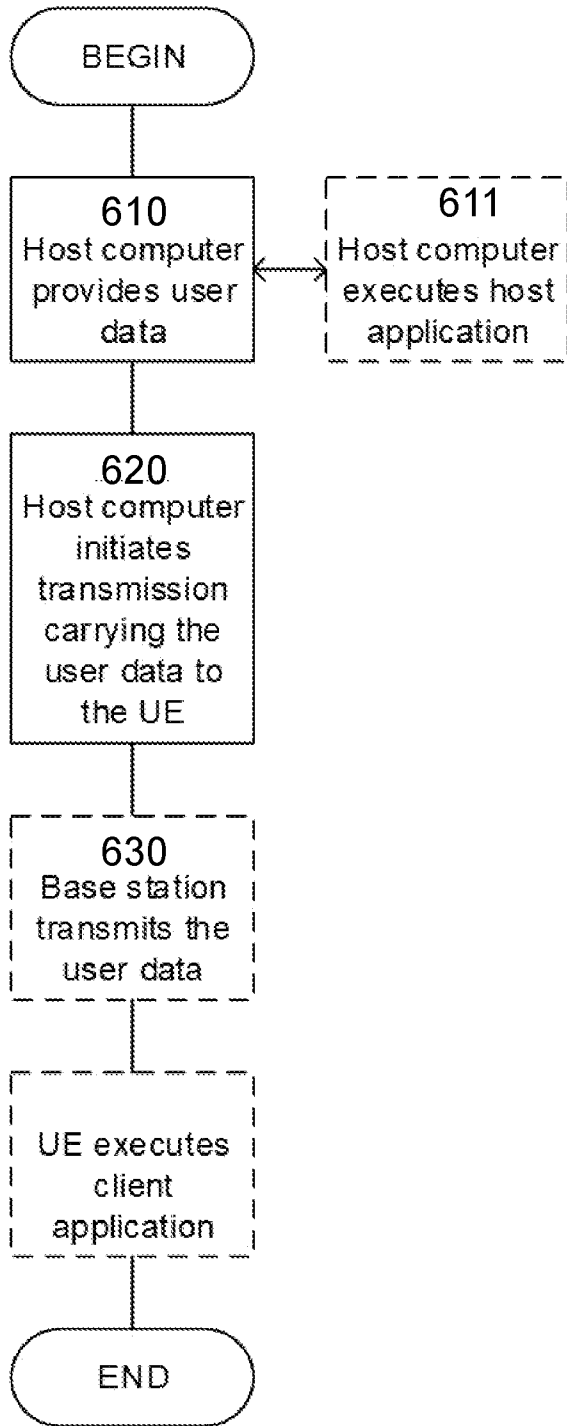 BEGIN
610
Host computer
provides user
data
611
Host computer
executes host
application
620
Host computer
initiates
transmission
carrying the
user data to
the UE
630
Base station
transmits the
user data
UE executes
client
application
END